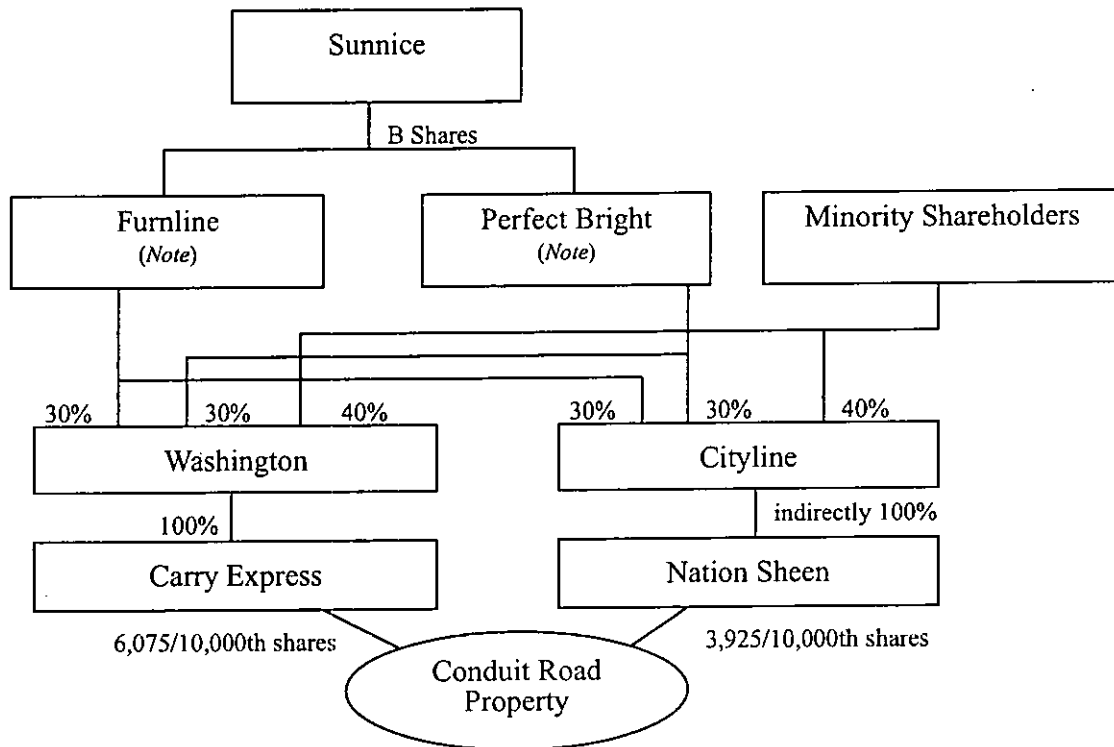 Sunnice
B Shares
Furnline
(Note)
Perfect Bright
(Note)
Minority Shareholders
30%
30%
40%
30%
30%
40%
Washington
Cityline
100%
indirectly 100%
Carry Express
Nation Sheen
6,075/10,000th shares
3,925/10,000th shares
Conduit Road
Property